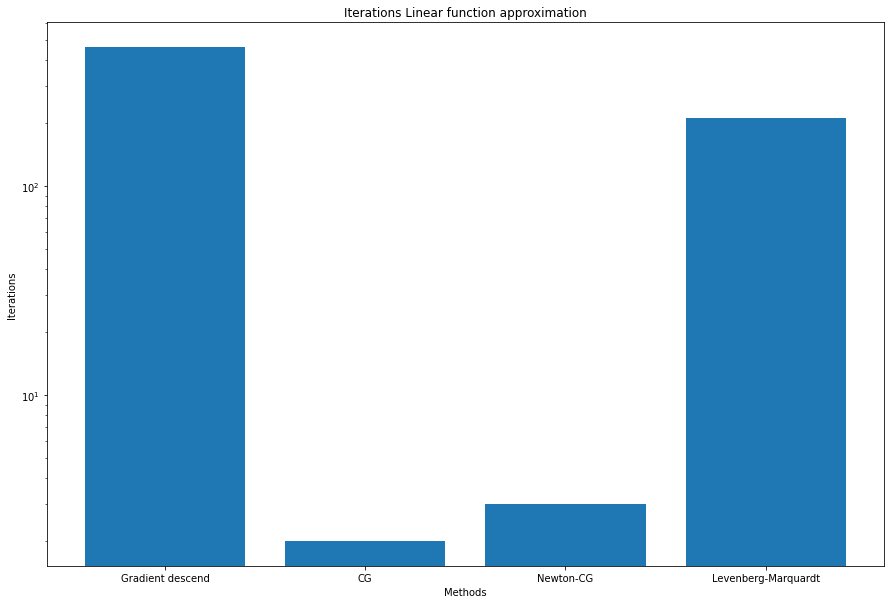 Iterations Linear function approximation
Iterations
10²
10¹
Gradient descend
CG
Newton-CG
Levenberg-Marquardt
Methods